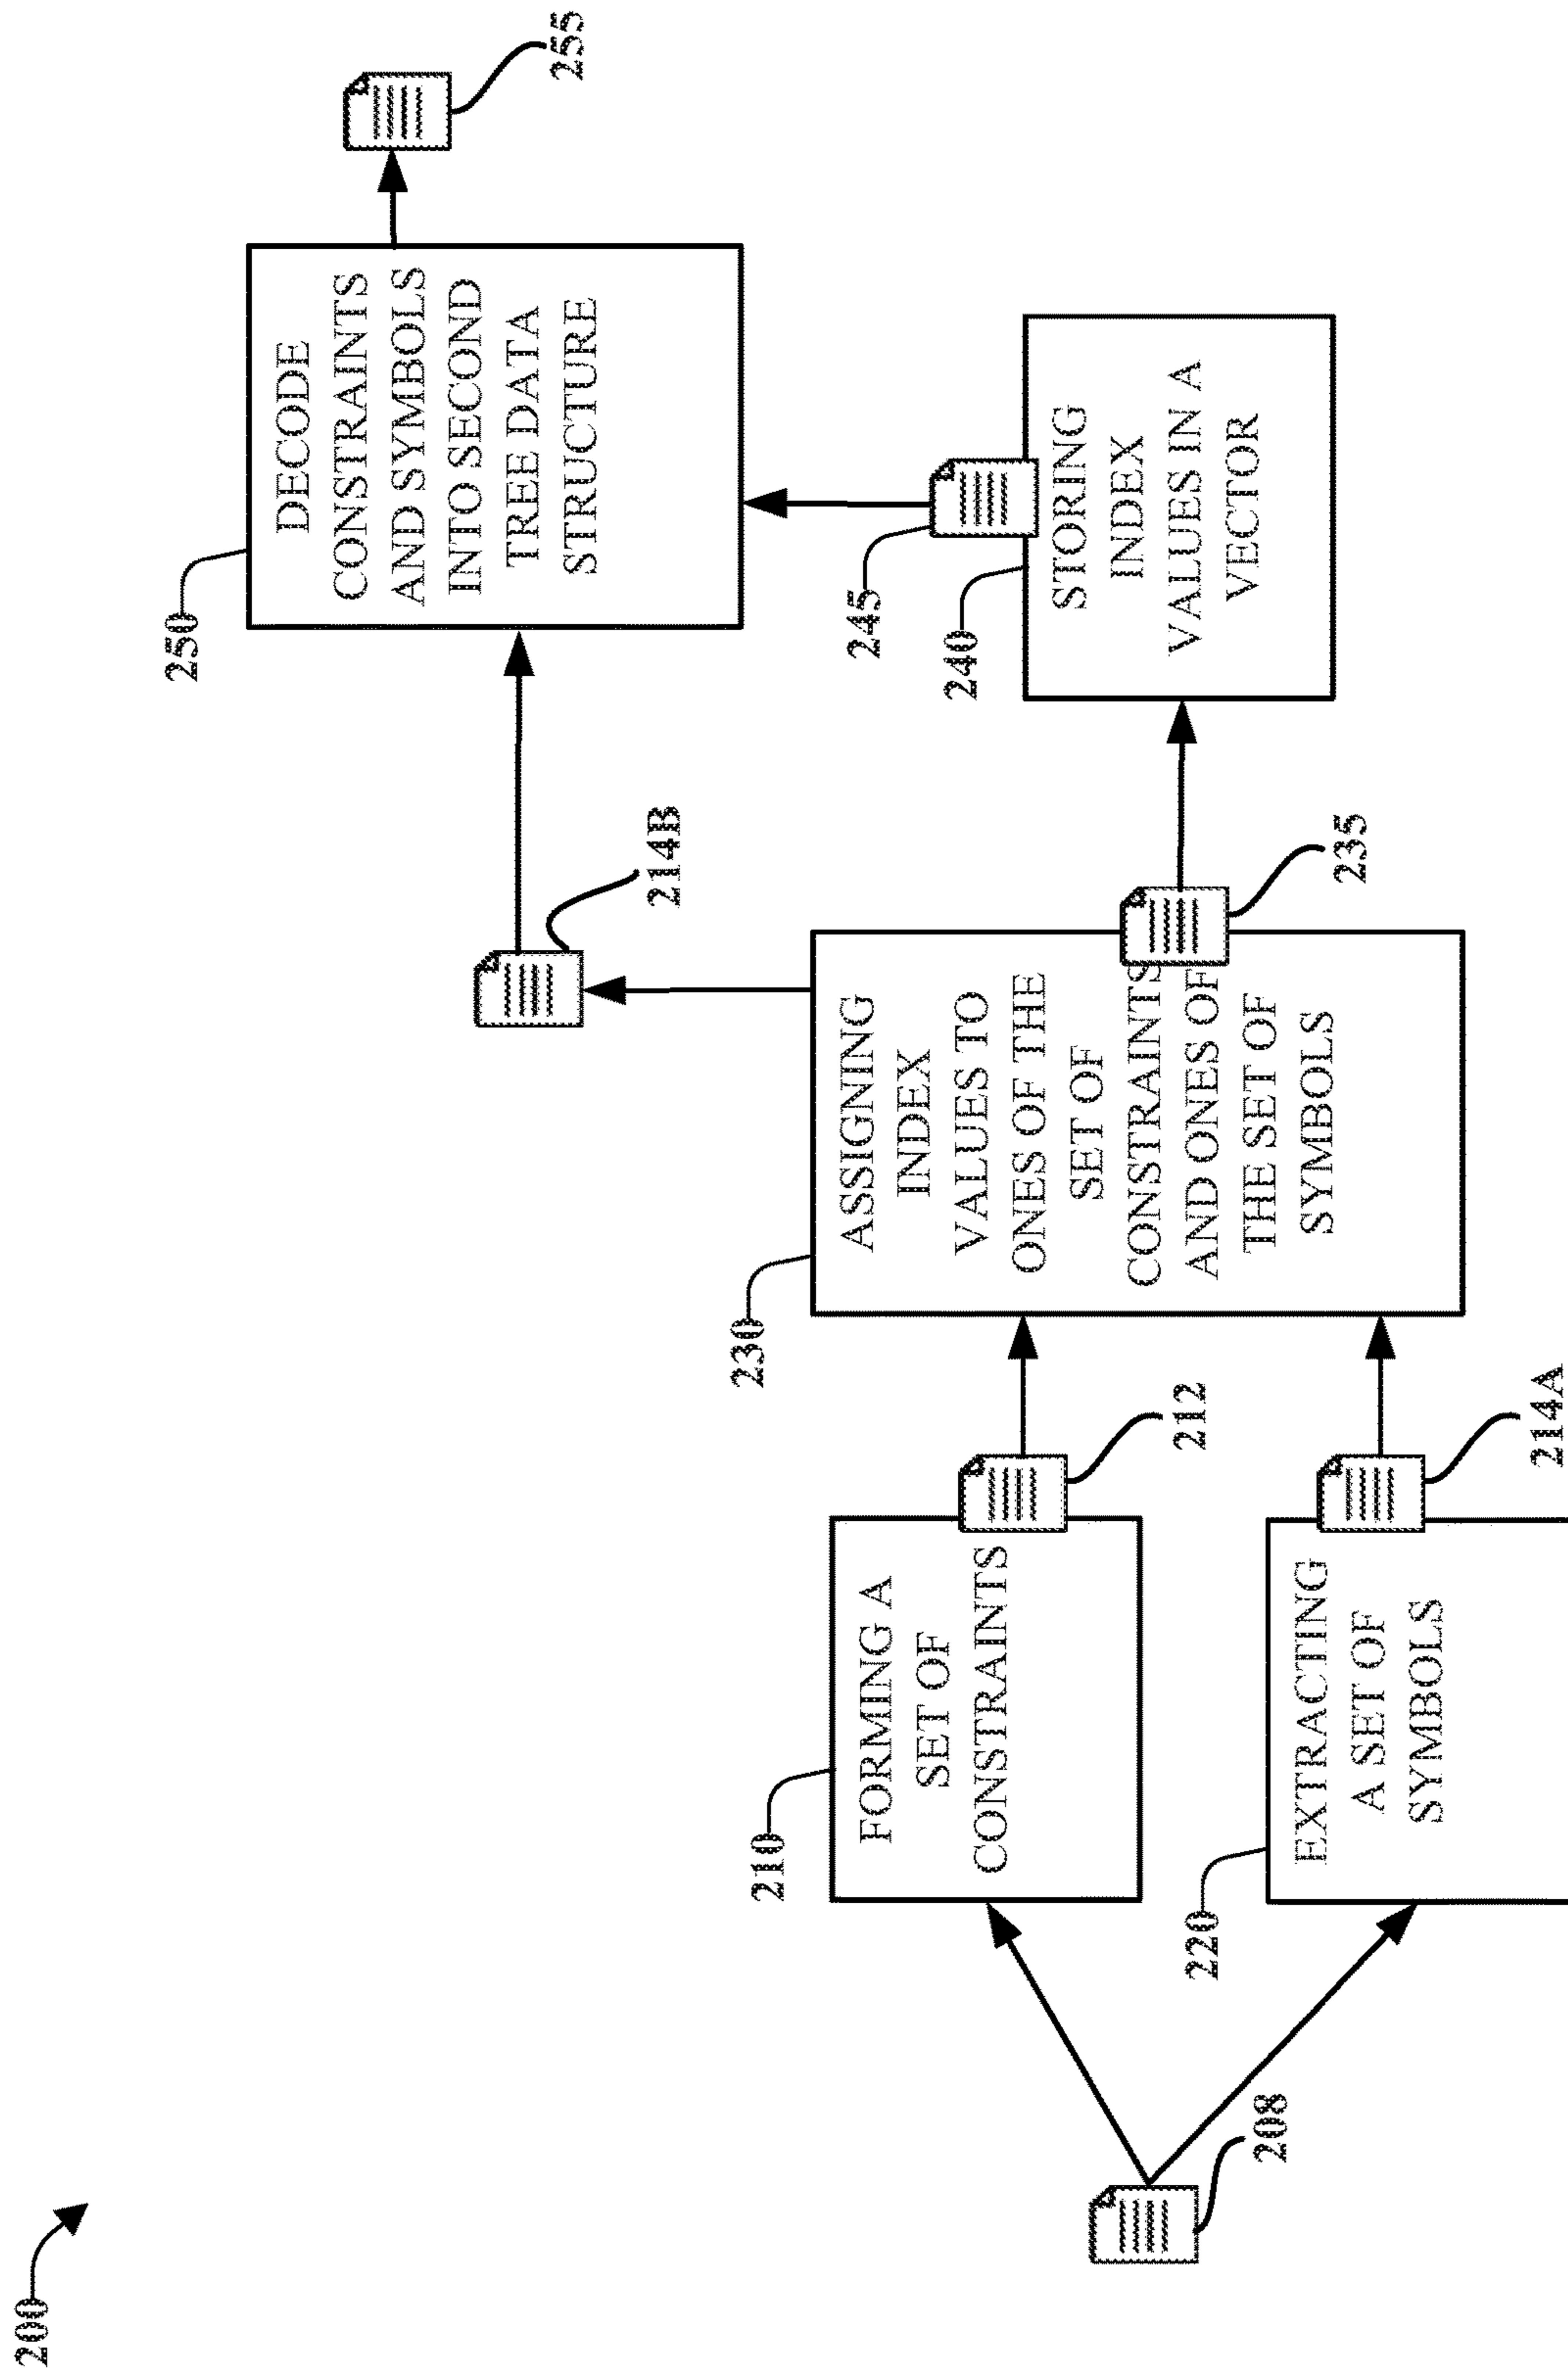 200
208
210
FORMING A
SET OF
CONSTRAINTS
212
220
EXTRACTING
A SET OF
SYMBOLS
214A
230
ASSIGNING
INDEX
VALUES TO
ONES OF THE
SET OF
CONSTRAINTS
AND ONES OF
THE SET OF
SYMBOLS
235
214B
240
STORING
INDEX
VALUES IN A
VECTOR
245
250
DECODE
CONSTRAINTS
AND SYMBOLS
INTO SECOND
TREE DATA
STRUCTURE
255